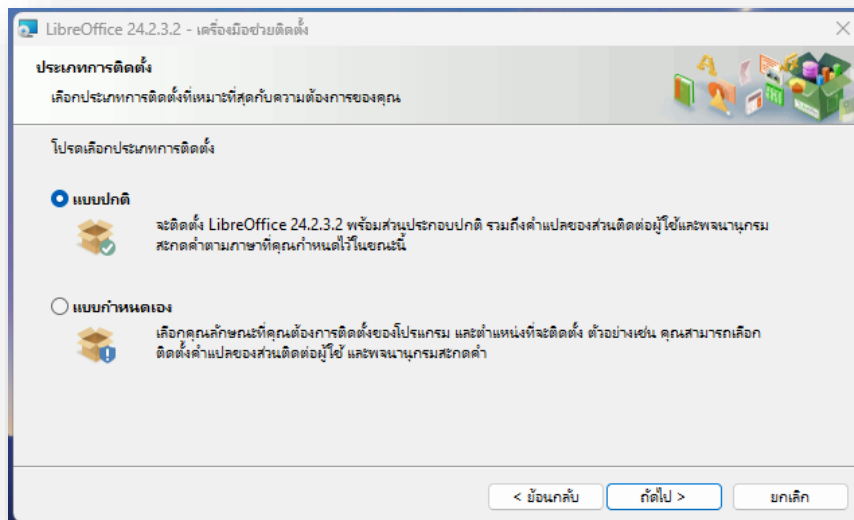 LibreOffice 24.2.3.2 - เครื่องมือช่วยติดตั้ง
ประเภทการติดตั้ง
เลือกประเภทการติดตั้งที่เหมาะที่สุดกับความต้องการของคุณ
โปรดเลือกประเภทการติดตั้ง
แบบปกติ
จะติดตั้ง LibreOffice 24.2.3.2 พร้อมส่วนประกอบปกติ รวมถึงคำแปลของส่วนติดต่อผู้ใช้และพจนานุกรม
สะกดคำตามภาษาที่คุณกำหนดไว้ในขณะนี้
แบบกำหนดเอง
เลือกคุณลักษณะที่คุณต้องการติดตั้งของโปรแกรม และตำแหน่งที่จะติดตั้ง ตัวอย่างเช่น คุณสามารถเลือก
ติดตั้งคำแปลของส่วนติดต่อผู้ใช้ และพจนานุกรมสะกดคำ
< ย้อนกลับ
ถัดไป >
ยกเลิก